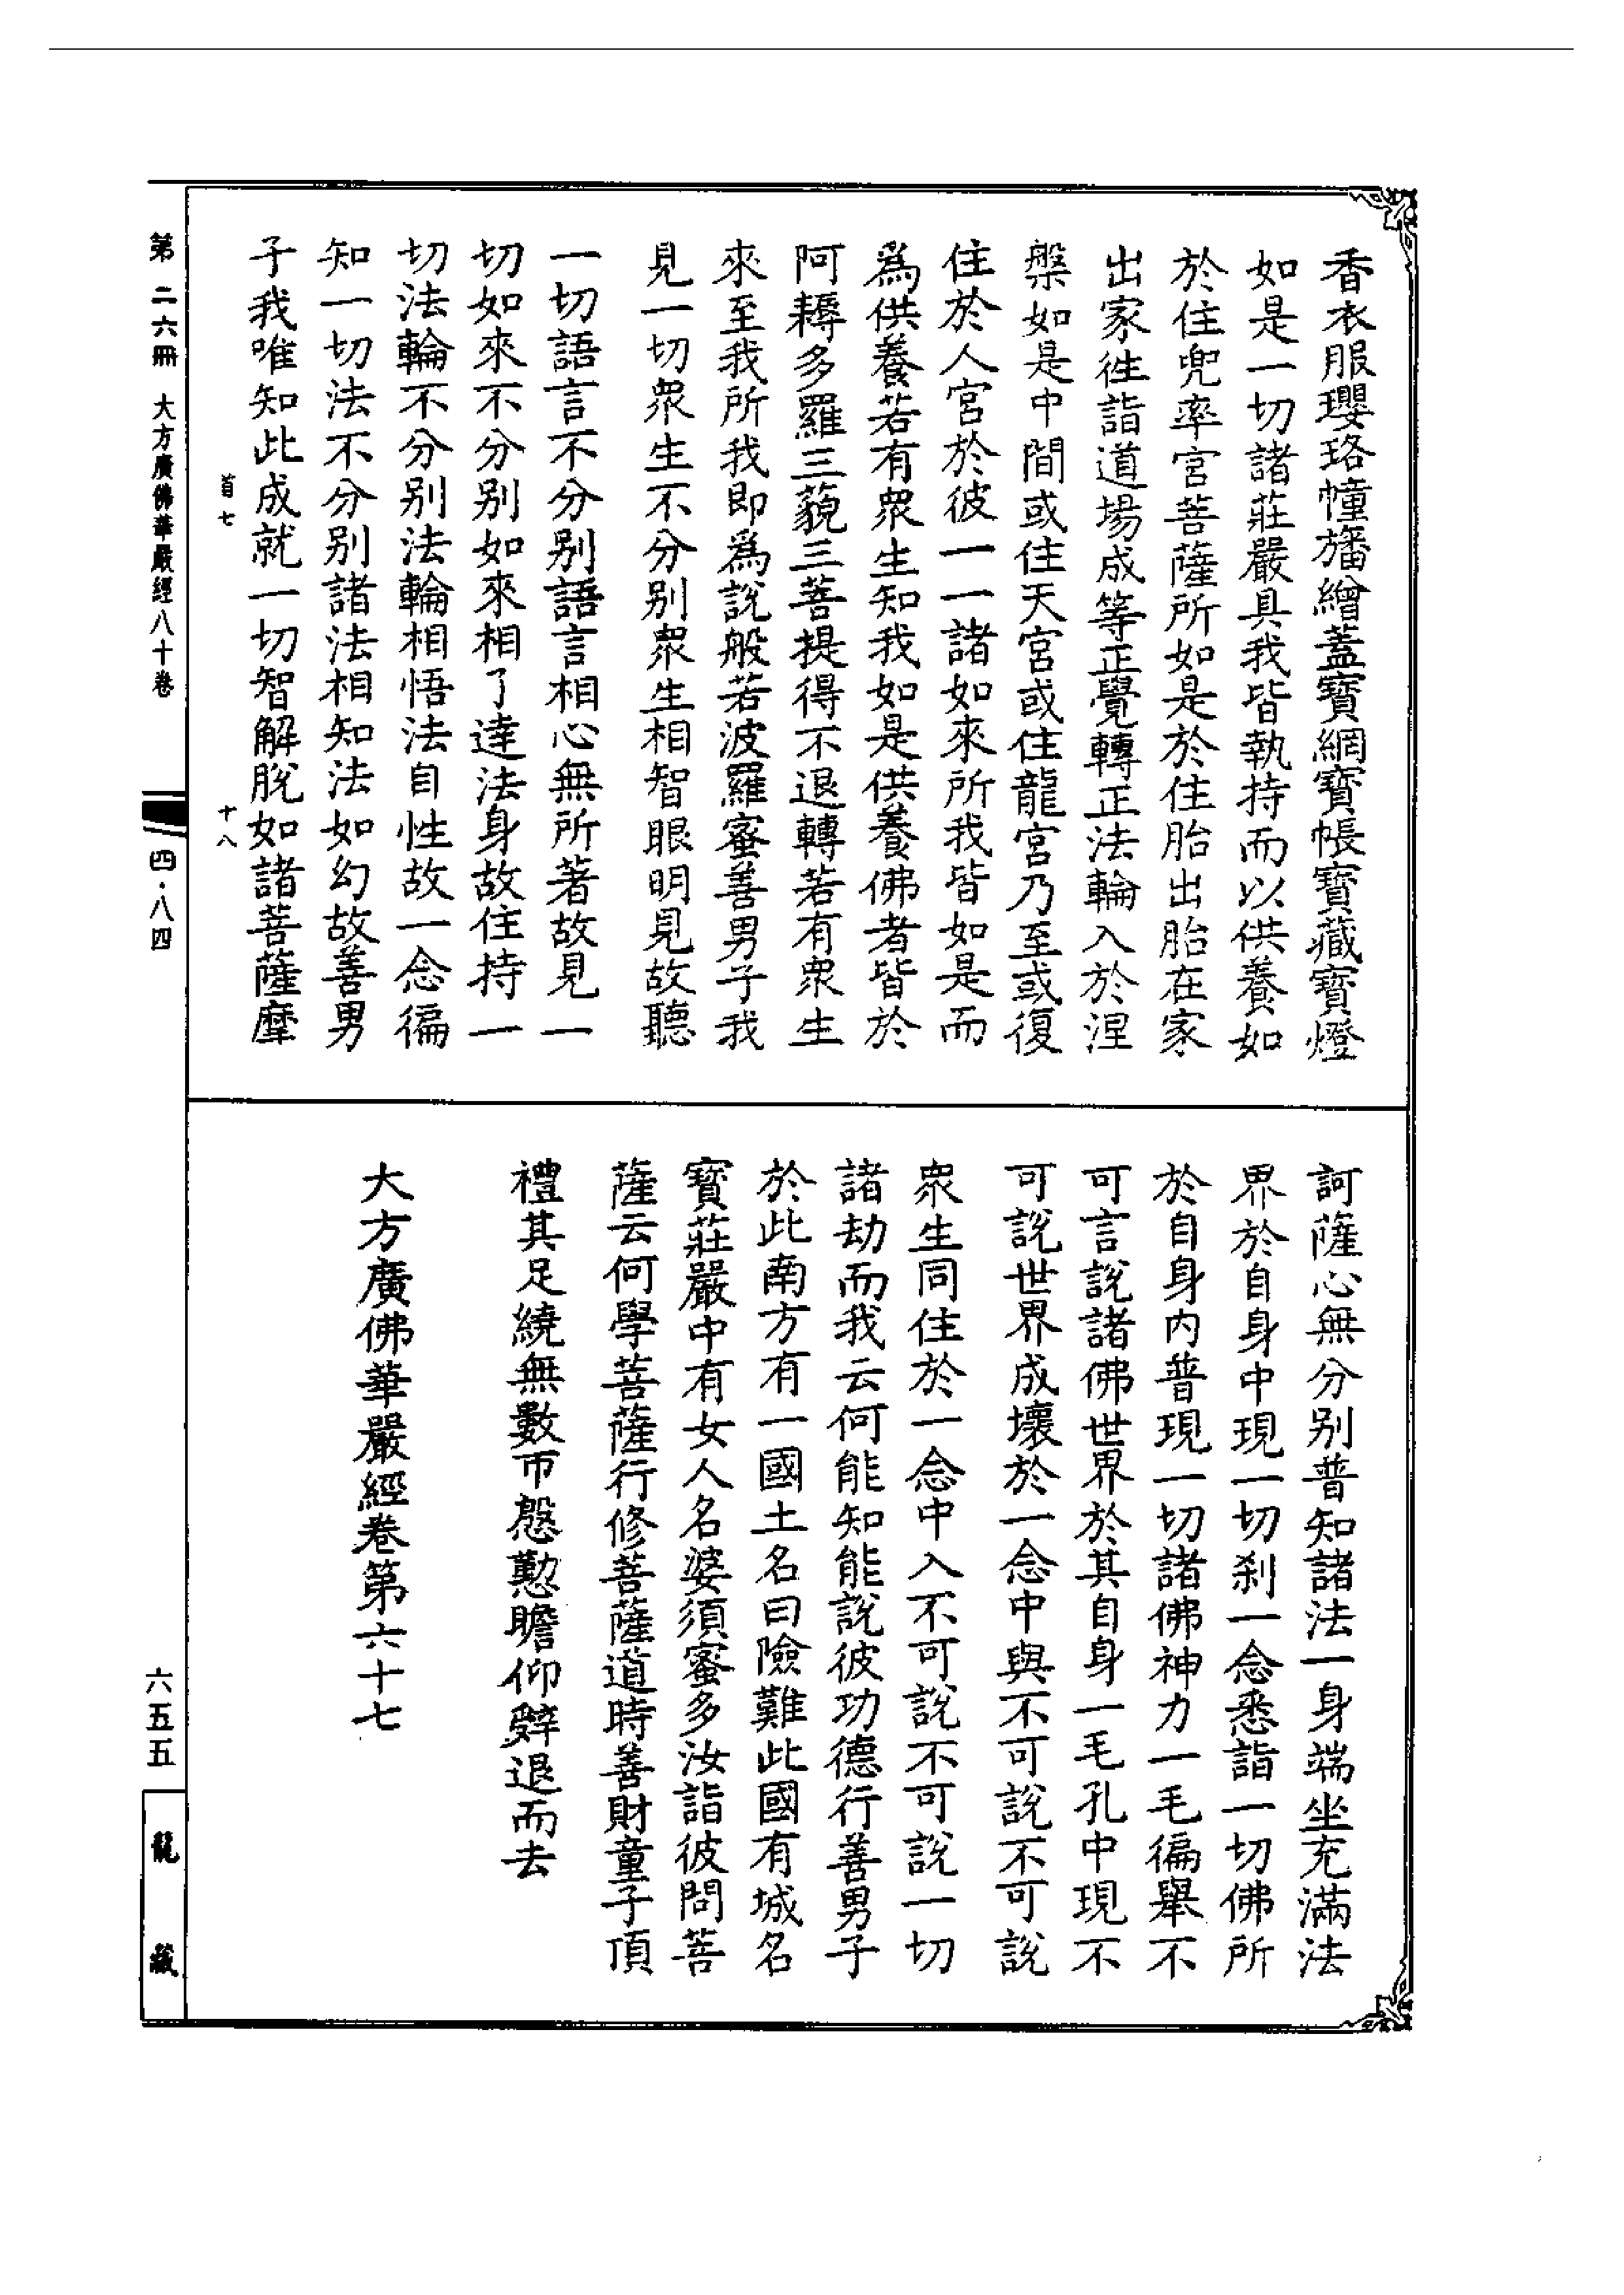 香衣服瓔珞幢旛繒蓋寶網寶帳寶藏寶燈
如是一切諸莊嚴具我皆執持而以供養如
於住兜率宮菩薩所如是於住胎出胎在家
出家徃詣道場成等正覺轉正法輪入於涅
槃如是中間或住天宮或住龍宮乃至或復
住於人宮於彼一一諸如來所我皆如是而
爲供養若有衆生知我如是供養佛者皆於
阿耨多羅三藐三菩提得不退轉若有衆生
來至我所我即爲說般若波羅蜜善男子我
見一切衆生不分别衆生相智眼明見故聽
一切語言不分别語言相心無所著故見一
切如來不分别如來相了達法身故住持一
切法輪不分别法輪相悟法自性故一念徧
知一切法不分别諸法相知法如幻故善男
子我唯知此成就一切智解脫如諸菩薩摩
訶薩心無分别普知諸法一身端坐充滿法
界於自身中現一切刹一念悉詣一切佛所
於自身内普現一切諸佛神力一毛徧舉不
可言說諸佛世界於其自身一毛孔中現不
可說世界成壞於一念中與不可說不可說
衆生同住於一念中入不可說不可說一切
諸劫而我云何能知能說彼功德行善男子
於此南方有一國土名曰險難此國有城名
寶莊嚴中有女人名婆須蜜多汝詣彼問菩
薩云何學菩薩行修菩薩道時善財童子頂
禮其足繞無數帀慇懃瞻仰辤退而去
大方廣佛華嚴經卷第六十七
首七
十八
第二六冊 大方廣佛華嚴經八十卷
四·八四
六五五
龍藏